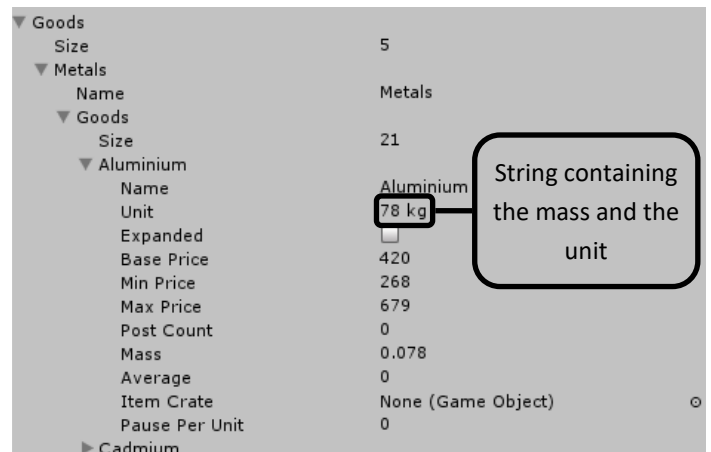 Goods
Size 5
Metals
Name Metals
Goods
Size 21
Aluminium
Name Aluminium
Unit 78 kg
Expanded
Base Price 420
Min Price 268
Max Price 679
Post Count 0
Mass 0.078
Average 0
Item Crate None (Game Object)
Pause Per Unit 0
Cadmium
String containing
the mass and the
unit